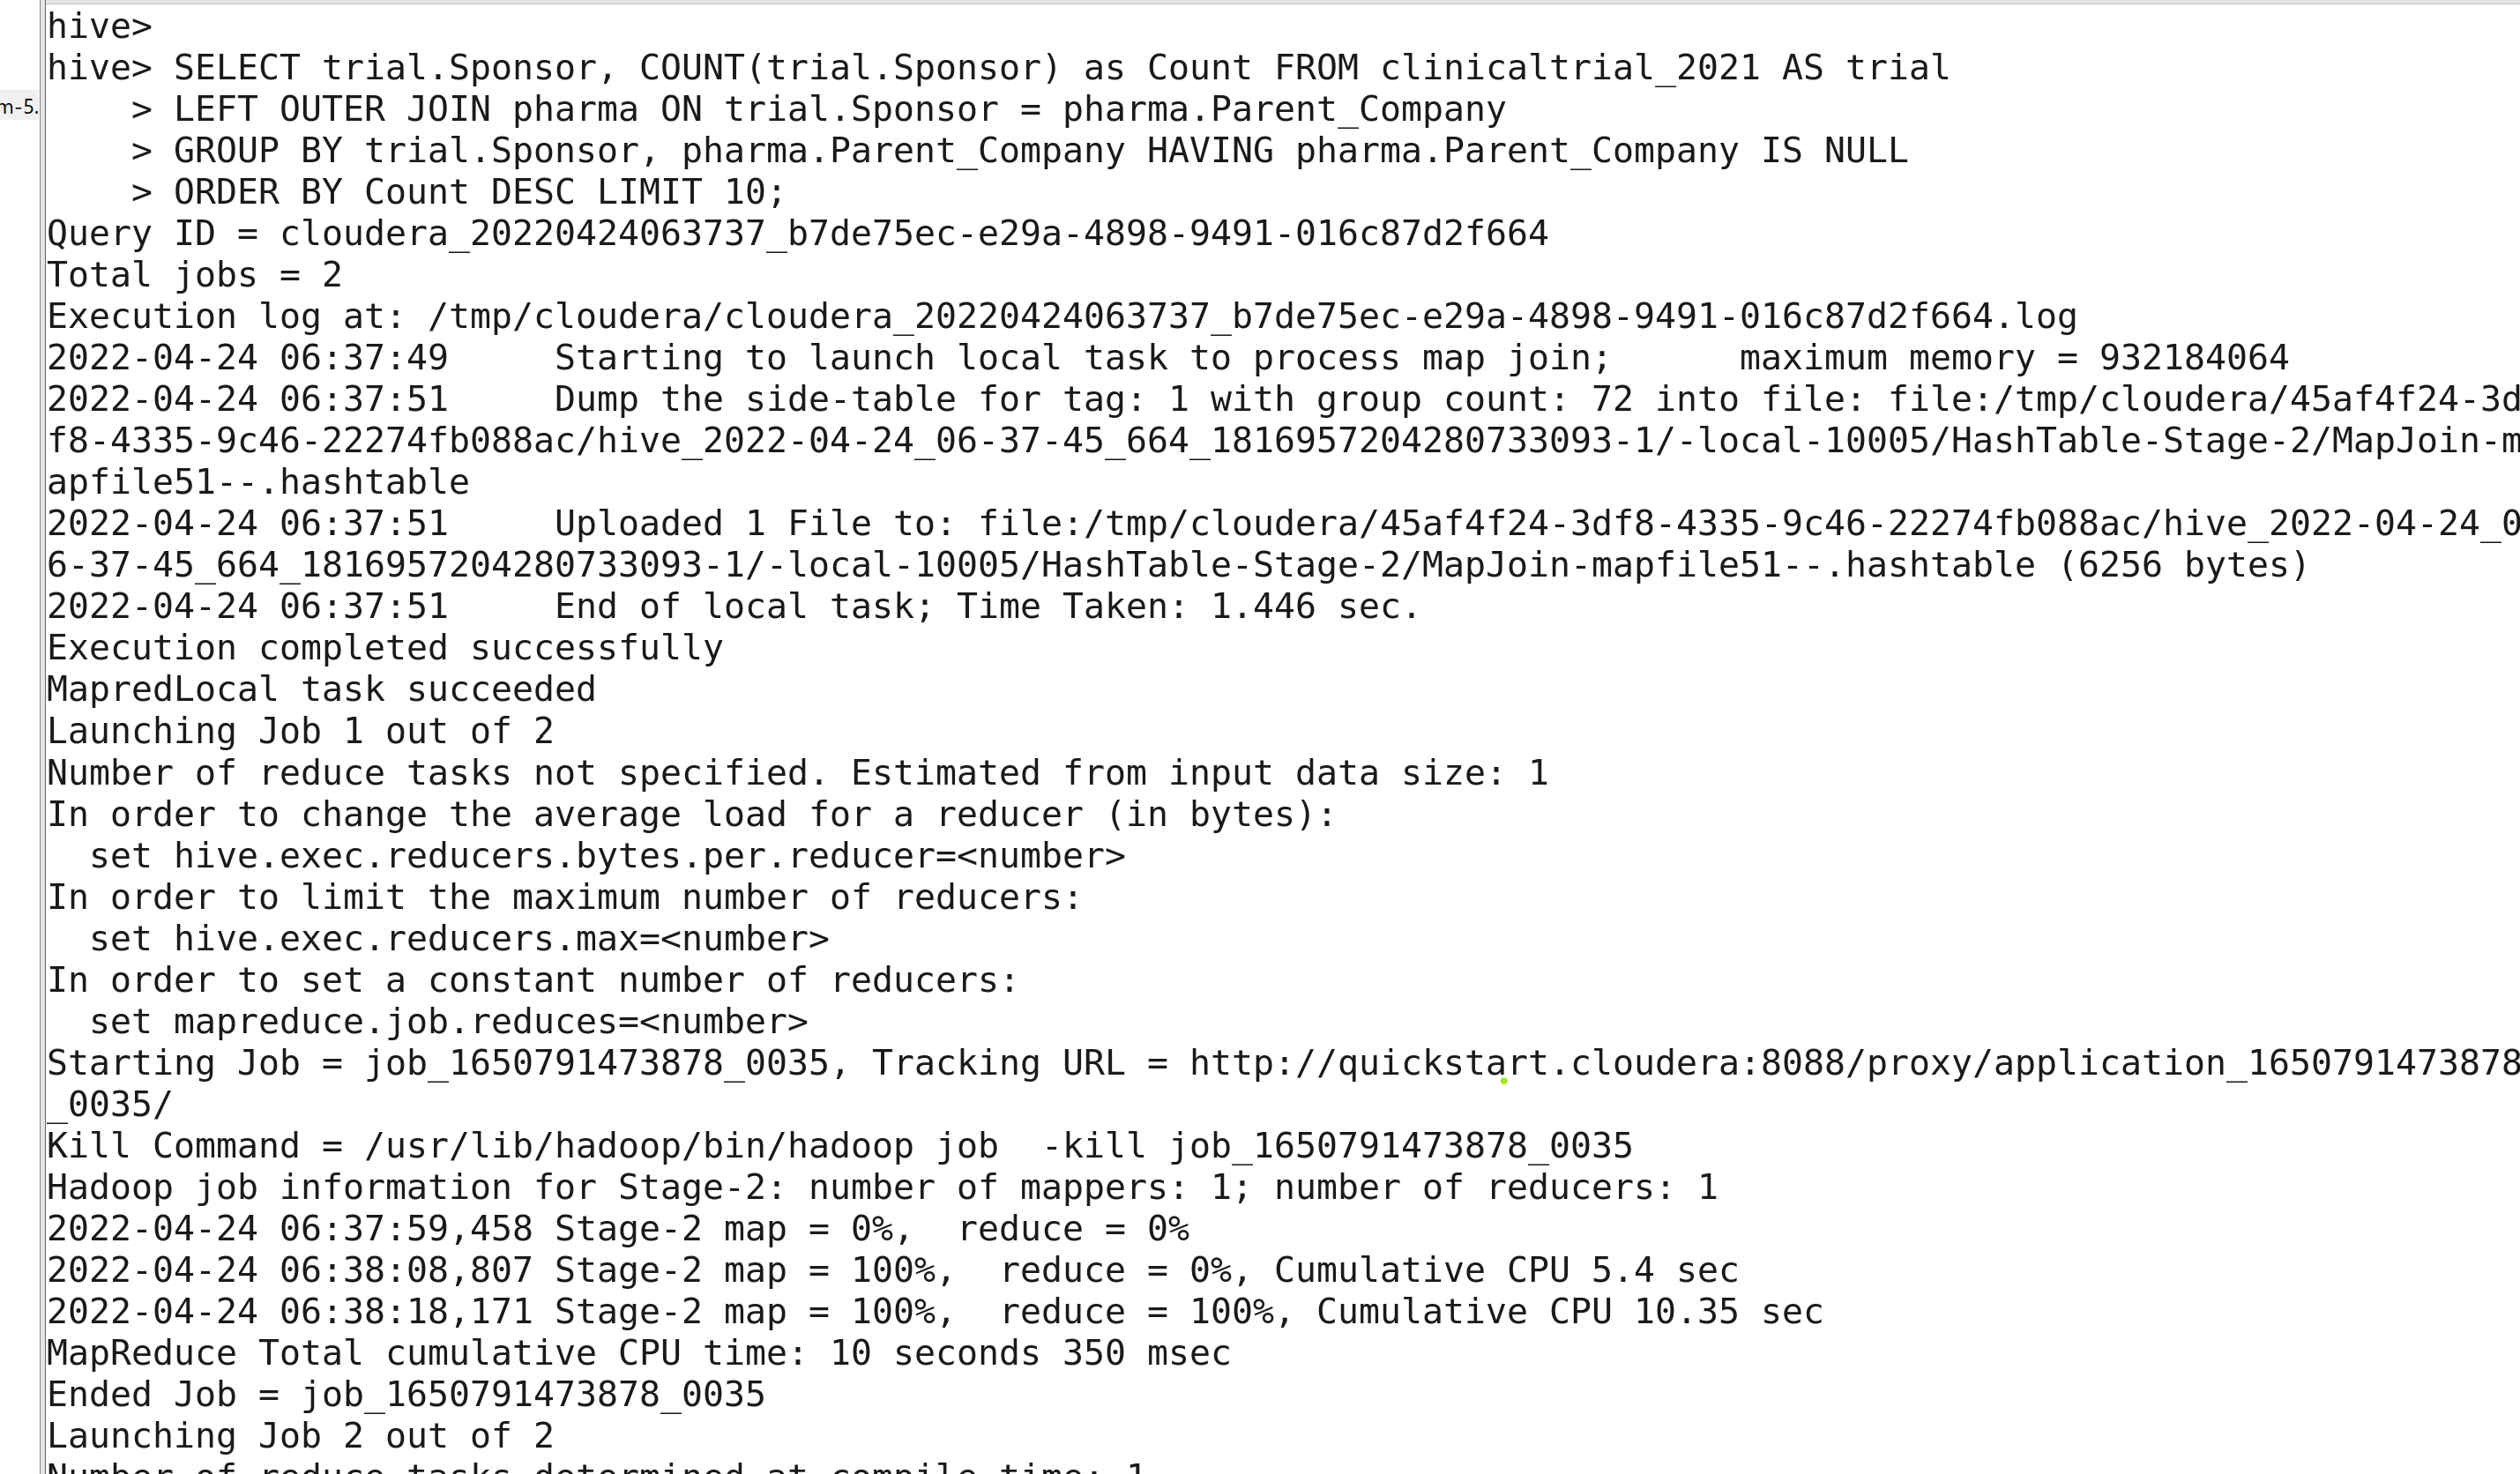 hive>
hive> SELECT trial.Sponsor, COUNT(trial.Sponsor) as Count FROM clinicaltrial_2021 AS trial
    > LEFT OUTER JOIN pharma ON trial.Sponsor = pharma.Parent_Company
m-5.
    > GROUP BY trial.Sponsor, pharma.Parent_Company HAVING pharma.Parent_Company IS NULL
    > ORDER BY Count DESC LIMIT 10;
Query ID = cloudera_20220424063737_b7de75ec-e29a-4898-9491-016c87d2f664
Total jobs = 2
Execution log at: /tmp/cloudera/cloudera_20220424063737_b7de75ec-e29a-4898-9491-016c87d2f664.log
2022-04-24 06:37:49     Starting to launch local task to process map join;      maximum memory = 932184064
2022-04-24 06:37:51     Dump the side-table for tag: 1 with group count: 72 into file: file:/tmp/cloudera/45af4f24-3d
f8-4335-9c46-22274fb088ac/hive_2022-04-24_06-37-45_664_1816957204280733093-1/-local-10005/HashTable-Stage-2/MapJoin-m
apfile51--.hashtable
2022-04-24 06:37:51     Uploaded 1 File to: file:/tmp/cloudera/45af4f24-3df8-4335-9c46-22274fb088ac/hive_2022-04-24_0
6-37-45_664_1816957204280733093-1/-local-10005/HashTable-Stage-2/MapJoin-mapfile51--.hashtable (6256 bytes)
2022-04-24 06:37:51     End of local task; Time Taken: 1.446 sec.
Execution completed successfully
MapredLocal task succeeded
Launching Job 1 out of 2
Number of reduce tasks not specified. Estimated from input data size: 1
In order to change the average load for a reducer (in bytes):
  set hive.exec.reducers.bytes.per.reducer=<number>
In order to limit the maximum number of reducers:
  set hive.exec.reducers.max=<number>
In order to set a constant number of reducers:
  set mapreduce.job.reduces=<number>
Starting Job = job_1650791473878_0035, Tracking URL = http://quickstart.cloudera:8088/proxy/application_1650791473878
_0035/
Kill Command = /usr/lib/hadoop/bin/hadoop job  -kill job_1650791473878_0035
Hadoop job information for Stage-2: number of mappers: 1; number of reducers: 1
2022-04-24 06:37:59,458 Stage-2 map = 0%,  reduce = 0%
2022-04-24 06:38:08,807 Stage-2 map = 100%,  reduce = 0%, Cumulative CPU 5.4 sec
2022-04-24 06:38:18,171 Stage-2 map = 100%,  reduce = 100%, Cumulative CPU 10.35 sec
MapReduce Total cumulative CPU time: 10 seconds 350 msec
Ended Job = job_1650791473878_0035
Launching Job 2 out of 2
Number of reduce tasks determined at compile time: 1